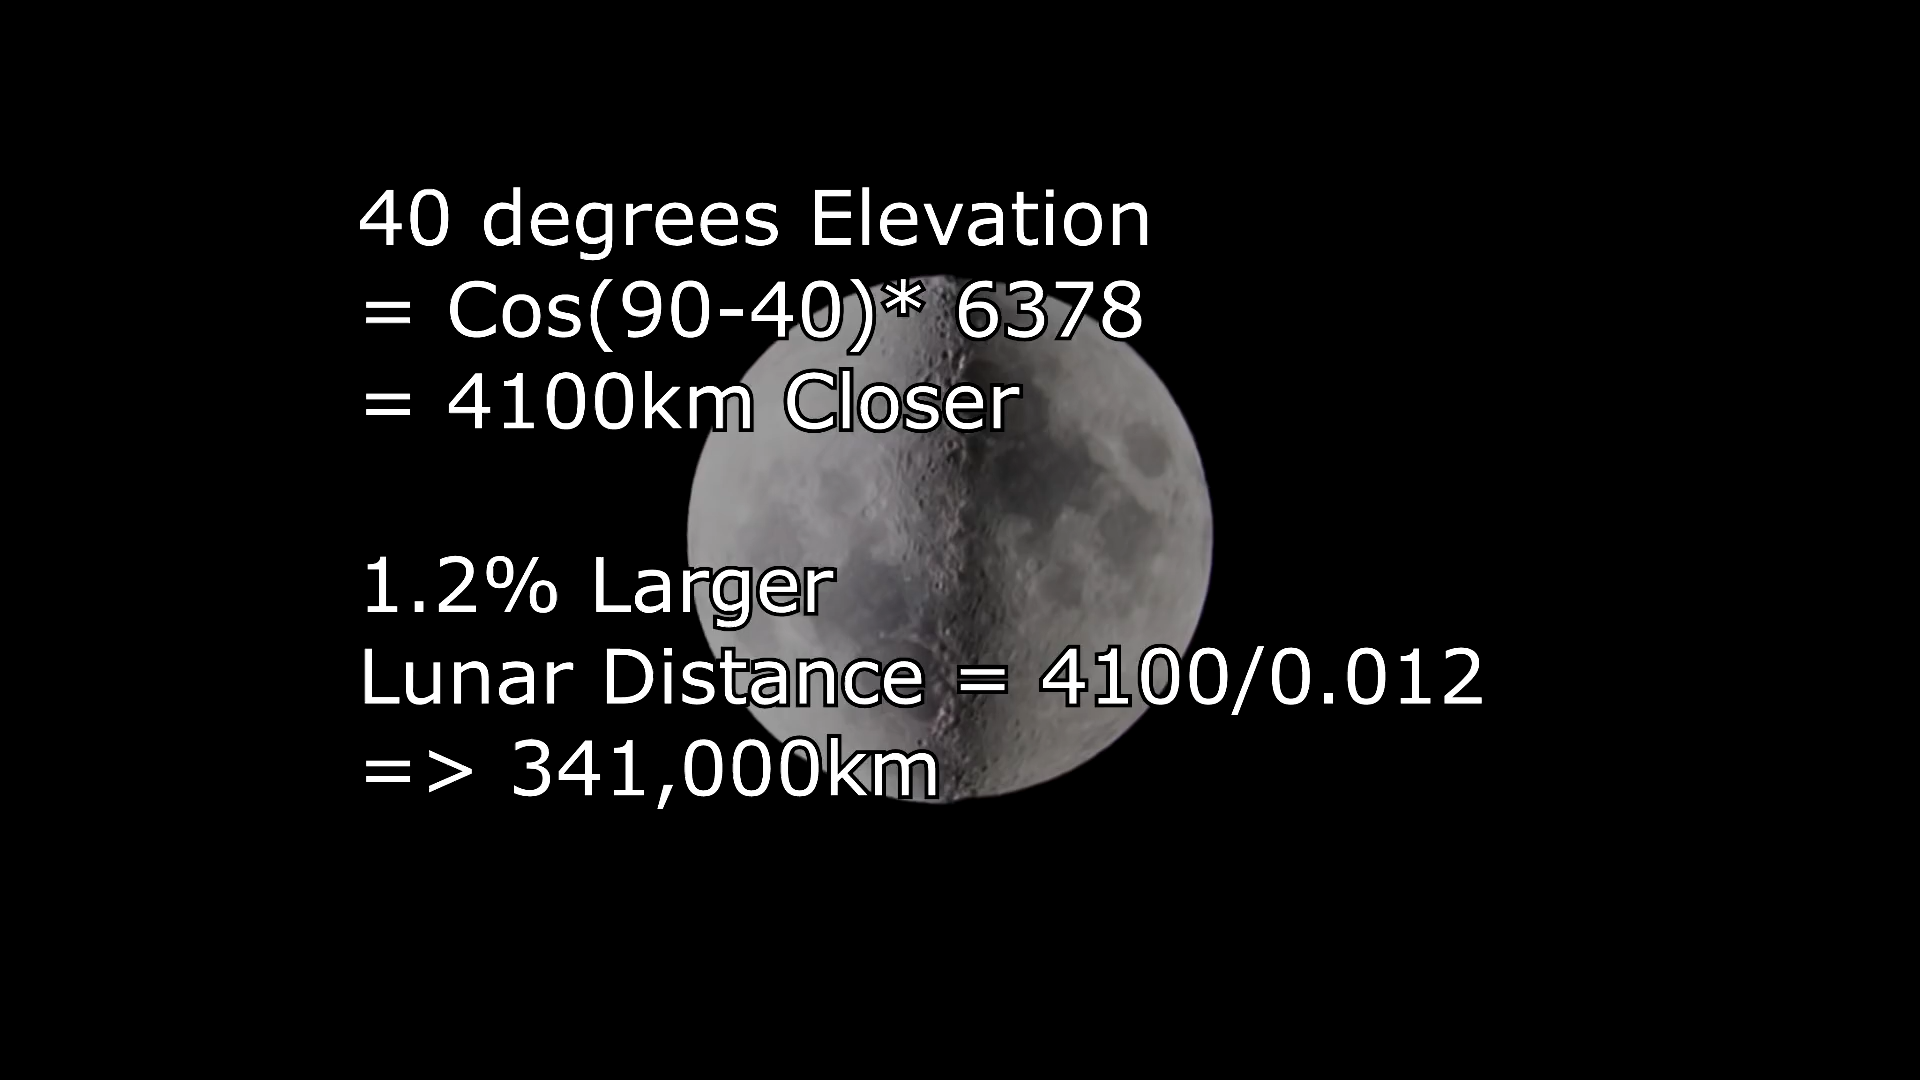 40 degrees Elevation
= Cos(90-40)* 6378
= 4100km Closer
1.2% Larger
Lunar Distance = 4100/0.012
=> 341,000km